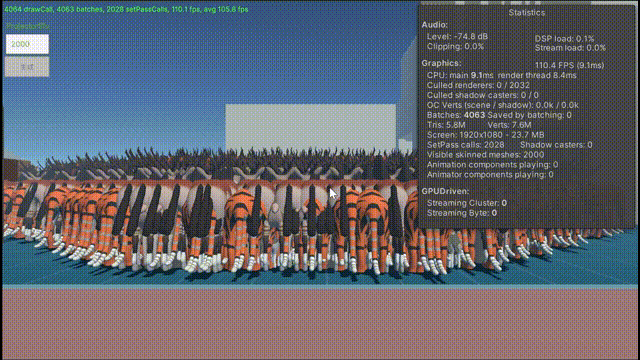 4064 drawCall, 4063 batches, 2028 setPassCalls, 110.1 fps, avg 105.8 fps
2000
Statistics
Audio:
Level: -74.8 dB DSP load: 0.1%
Clipping: 0.0% Stream load: 0.0%
Graphics: 110.4 FPS (9.1ms)
CPU: main 9.1ms render thread 8.4ms
Culled renderers: 0 / 2032
Culled shadow casters: 0 / 0
OC Verts (scene / shadow): 0.0k / 0.0k
Batches: 4063 Saved by batching: 0
Tris: 5.8M Verts: 7.6M
Screen: 1920x1080 - 23.7 MB
SetPass calls: 2028 Shadow casters: 0
Visible skinned meshes: 2000
Animation components playing: 0
Animator components playing: 0
GPUDriven:
Streaming Cluster: 0
Streaming Byte: 0